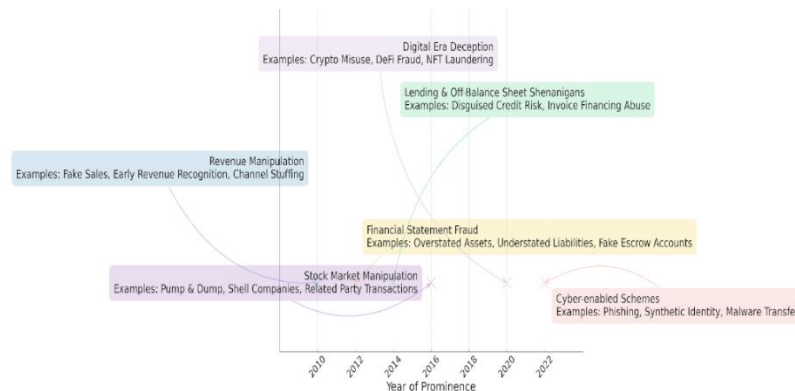 Digital Era Deception
Examples: Crypto Misuse, DeFi Fraud, NFT Laundering
Lending & Off-Balance Sheet Shenanigans
Examples: Disguised Credit Risk, Invoice Financing Abuse
Revenue Manipulation
Examples: Fake Sales, Early Revenue Recognition, Channel Stuffing
Financial Statement Fraud
Examples: Overstated Assets, Understated Liabilities, Fake Escrow Accounts
Stock Market Manipulation
Examples: Pump & Dump, Shell Companies, Related Party Transactions
Cyber-enabled Schemes
Examples: Phishing, Synthetic Identity, Malware Transfe
2010 2012 2014 2016 2018 2020 2022
Year of Prominence